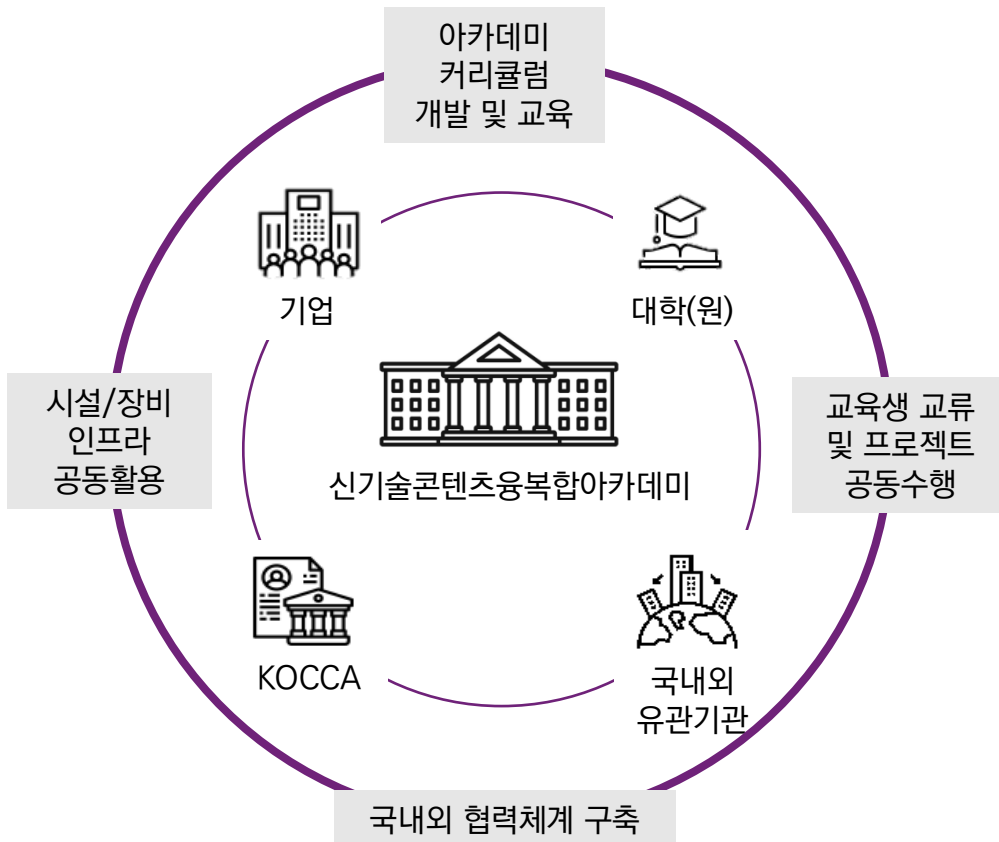 아카데미
커리큘럼
개발 및 교육
기업
대학(원)
시설/장비
인프라
공동활용
신기술콘텐츠융복합아카데미
교육생 교류
및 프로젝트
공동수행
KOCCA
국내외
유관기관
국내외 협력체계 구축